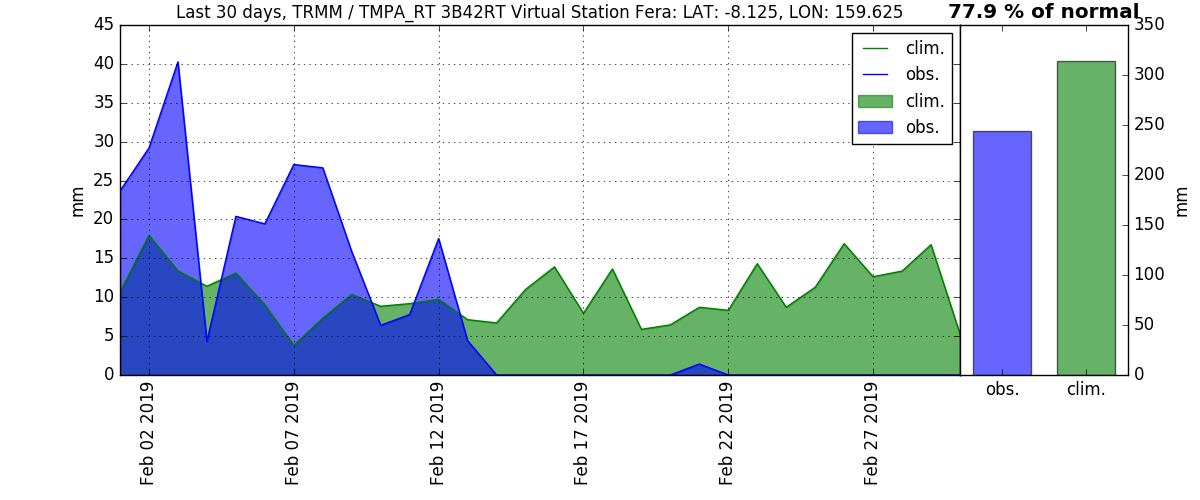 Last 30 days, TRMM / TMPA_RT 3B42RT Virtual Station Fera: LAT: -8.125, LON: 159.625
77.9 % of normal
45
40
35
30
25
20
15
10
5
0
mm
clim.
obs.
clim.
obs.
Feb 02 2019
Feb 07 2019
Feb 12 2019
Feb 17 2019
Feb 22 2019
Feb 27 2019
350
300
250
200
150
100
50
0
mm
obs.
clim.